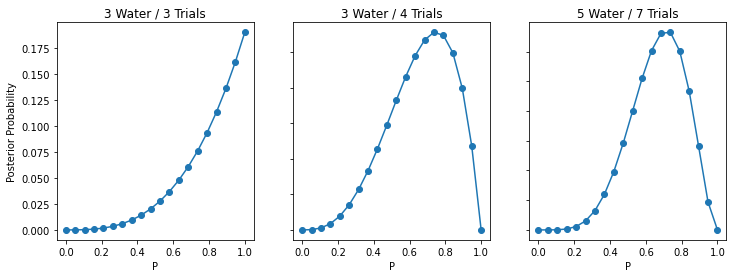 3 Water / 3 Trials
3 Water / 4 Trials
5 Water / 7 Trials
Posterior Probability
0.175
0.150
0.125
0.100
0.075
0.050
0.025
0.000
0.0 0.2 0.4 0.6 0.8 1.0
0.0 0.2 0.4 0.6 0.8 1.0
0.0 0.2 0.4 0.6 0.8 1.0
P
P
P